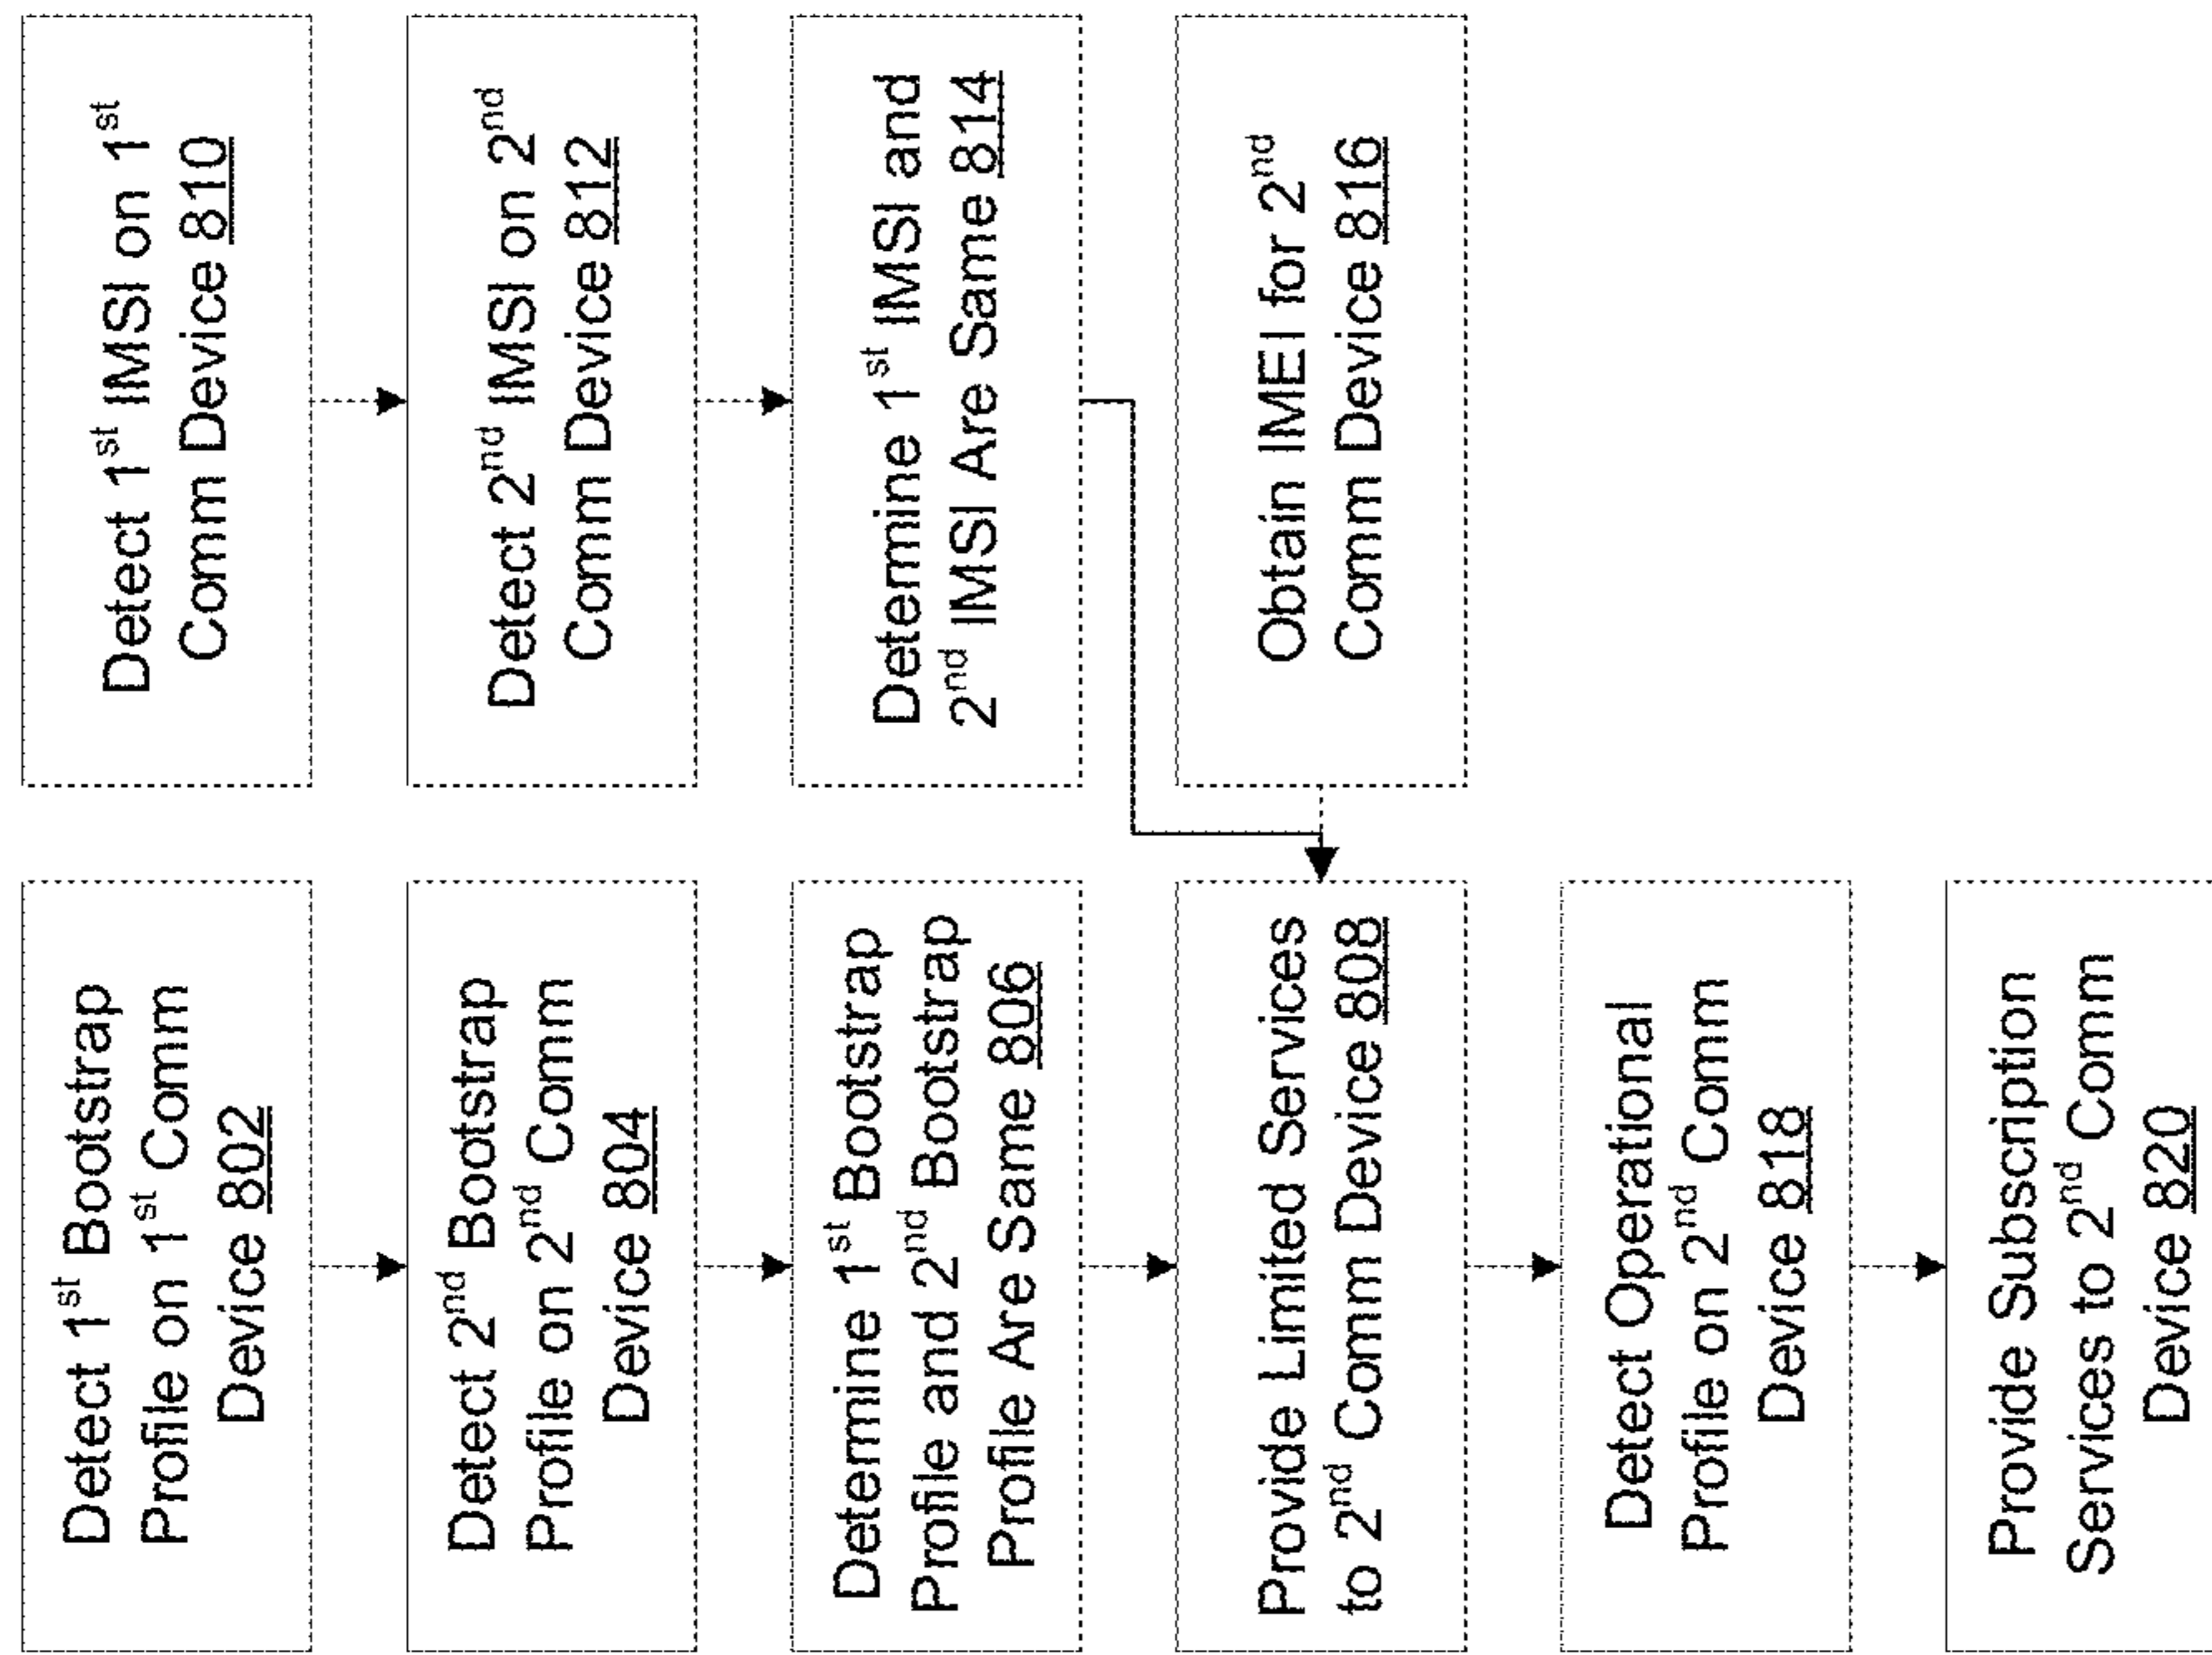 Detect 1st Bootstrap
Profile on 1st Comm
Device 802
Detect 2nd Bootstrap
Profile on 2nd Comm
Device 804
Determine 1st Bootstrap
Profile and 2nd Bootstrap
Profile Are Same 806
Provide Limited Services
to 2nd Comm Device 808
Detect Operational
Profile on 2nd Comm
Device 818
Provide Subscription
Services to 2nd Comm
Device 820
Detect 1st IMSI on 1st
Comm Device 810
Detect 2nd IMSI on 2nd
Comm Device 812
Determine 1st IMSI and
2nd IMSI Are Same 814
Obtain IMEI for 2nd
Comm Device 816